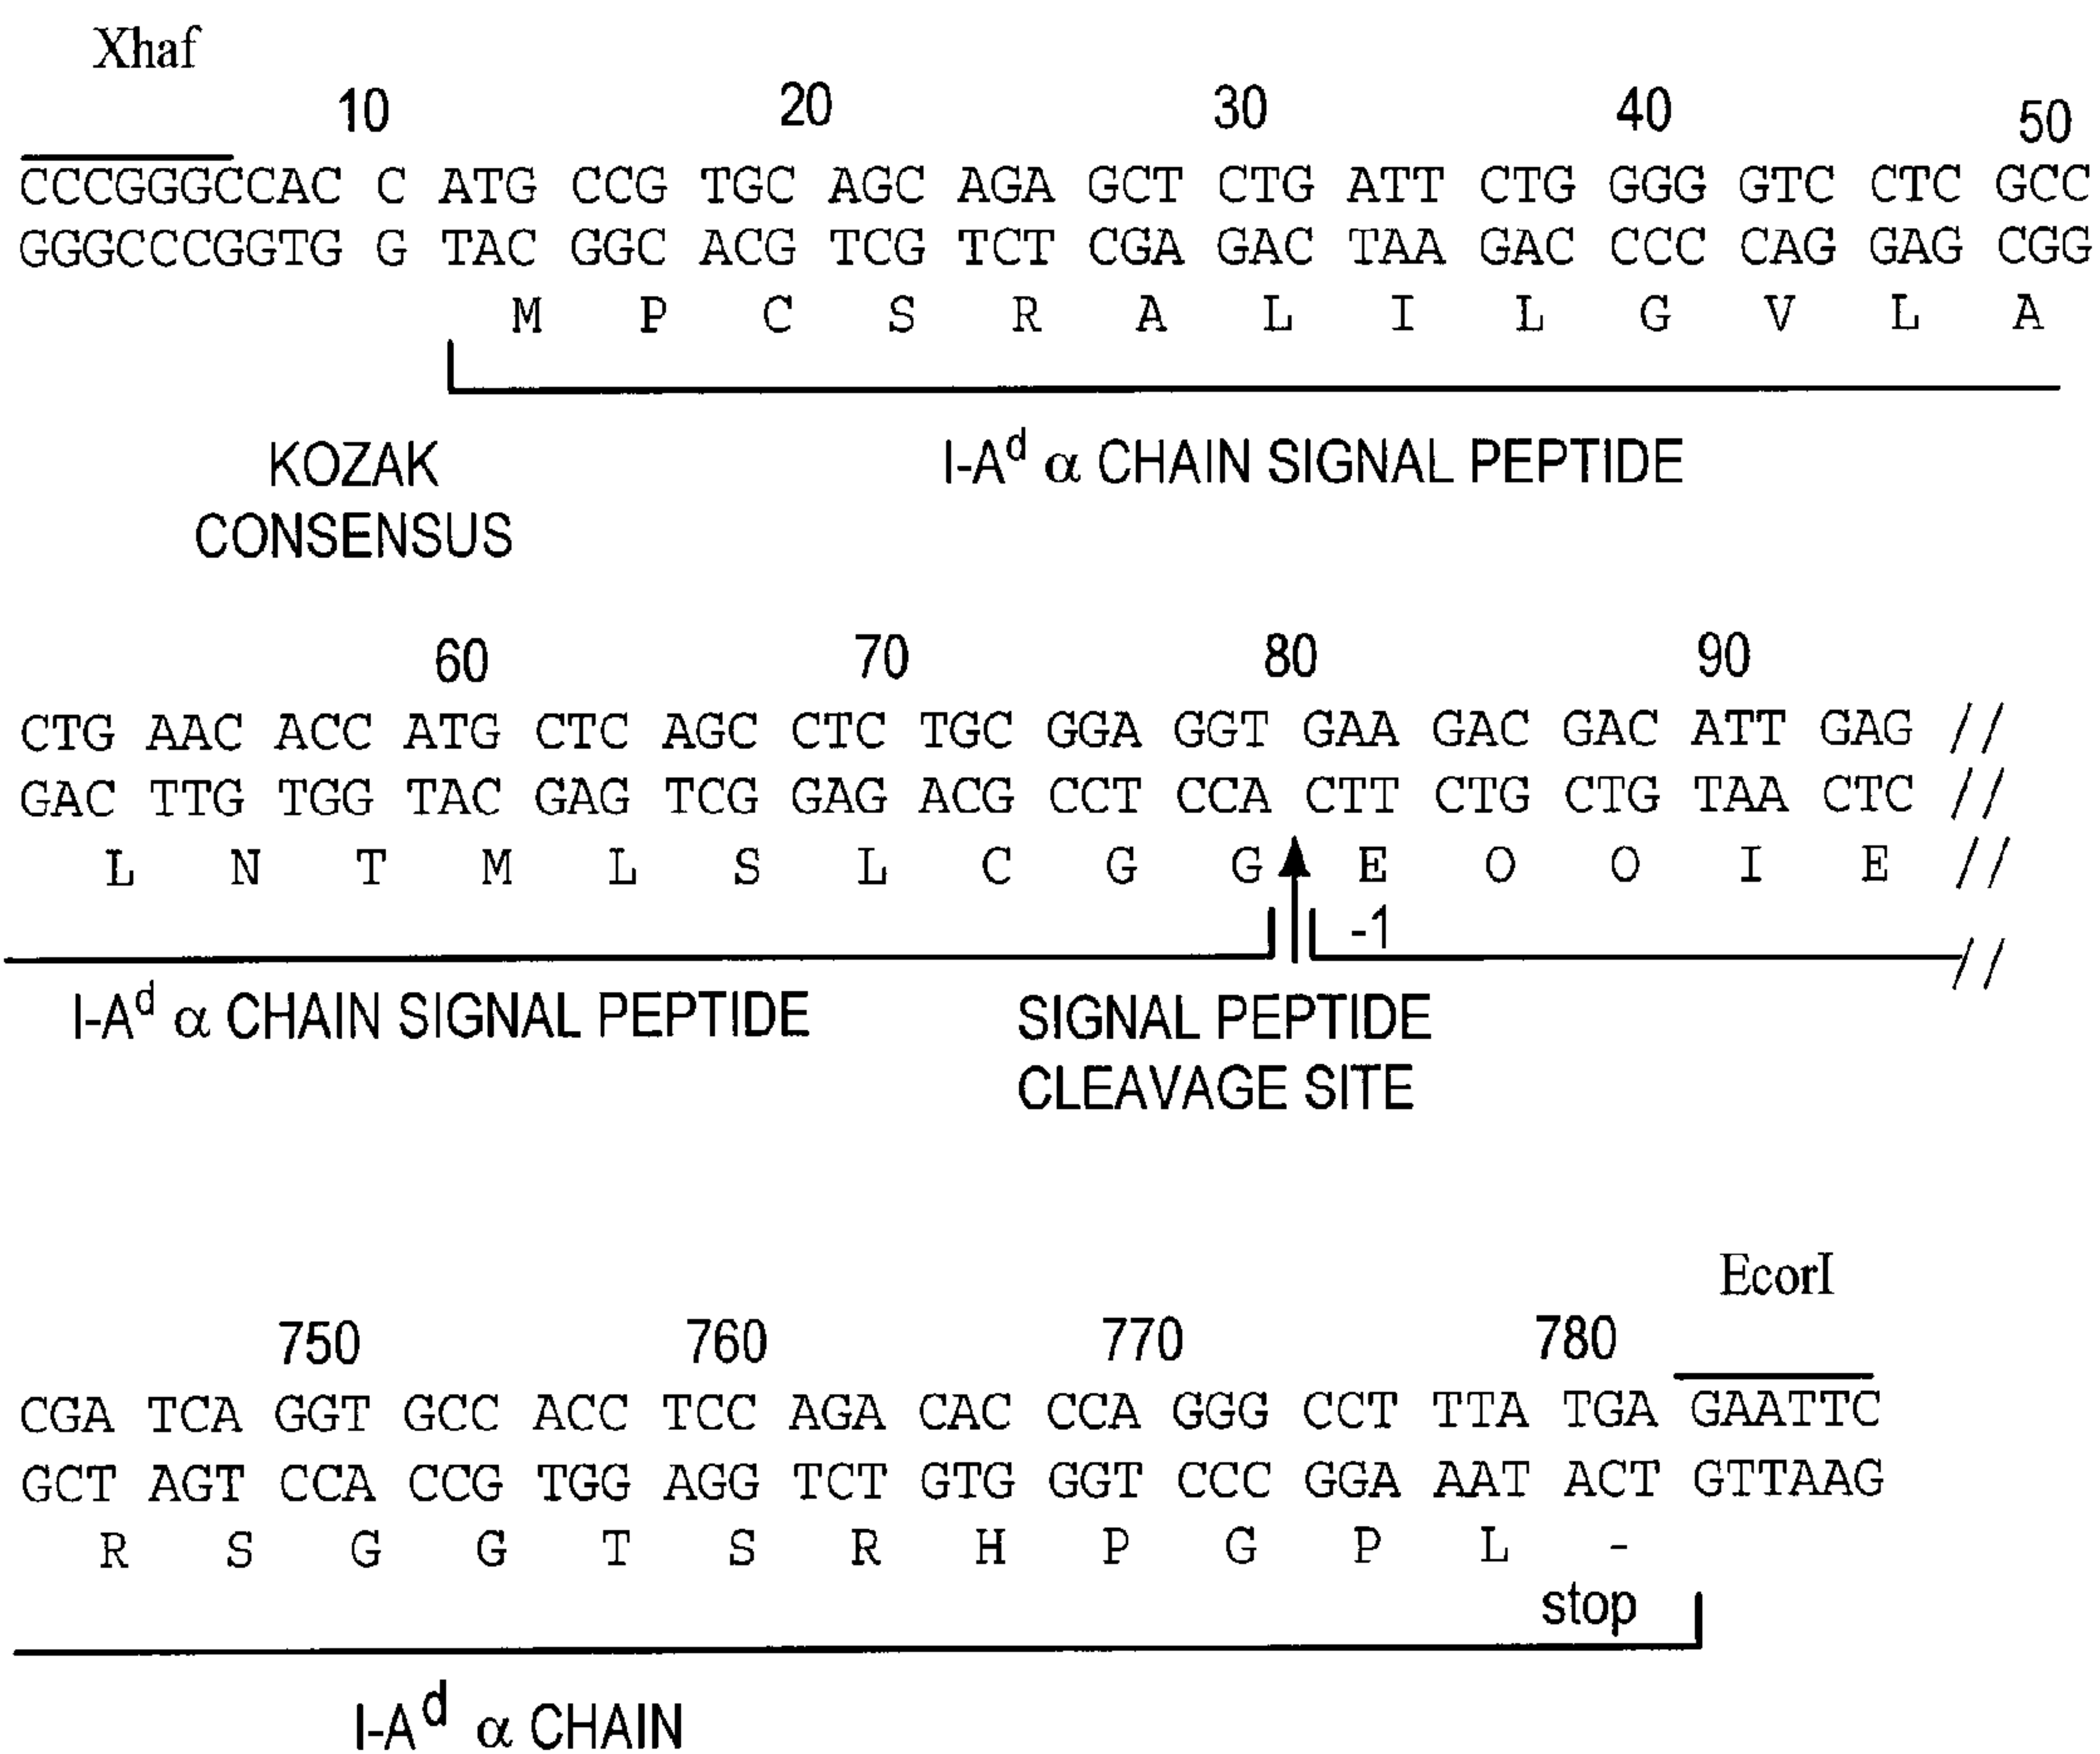 Xhaf
10 20 30 40 50
CCCGGGCCAC C ATG CCG TGC AGC AGA GCT CTG ATT CTG GGG GTC CTC GCC
GGGCCCGGTG G TAC GGC ACG TCG TCT CGA GAC TAA GAC CCC CAG GAG CGG
M P C S R A L I L G V L A
KOZAK
CONSENSUS
I-Aᵈ α CHAIN SIGNAL PEPTIDE
60 70 80 90
CTG AAC ACC ATG CTC AGC CTC TGC GGA GGT GAA GAC GAC ATT GAG //
GAC TTG TGG TAC GAG TCG GAG ACG CCT CCA CTT CTG CTG TAA CTC //
L N T M L S L C G G E O O I E //
-1
//
I-Aᵈ α CHAIN SIGNAL PEPTIDE
SIGNAL PEPTIDE
CLEAVAGE SITE
EcorI
750 760 770 780
CGA TCA GGT GCC ACC TCC AGA CAC CCA GGG CCT TTA TGA GAATTC
GCT AGT CCA CCG TGG AGG TCT GTG GGT CCC GGA AAT ACT GTTAAG
R S G G T S R H P G P L -
stop
I-Aᵈ α CHAIN